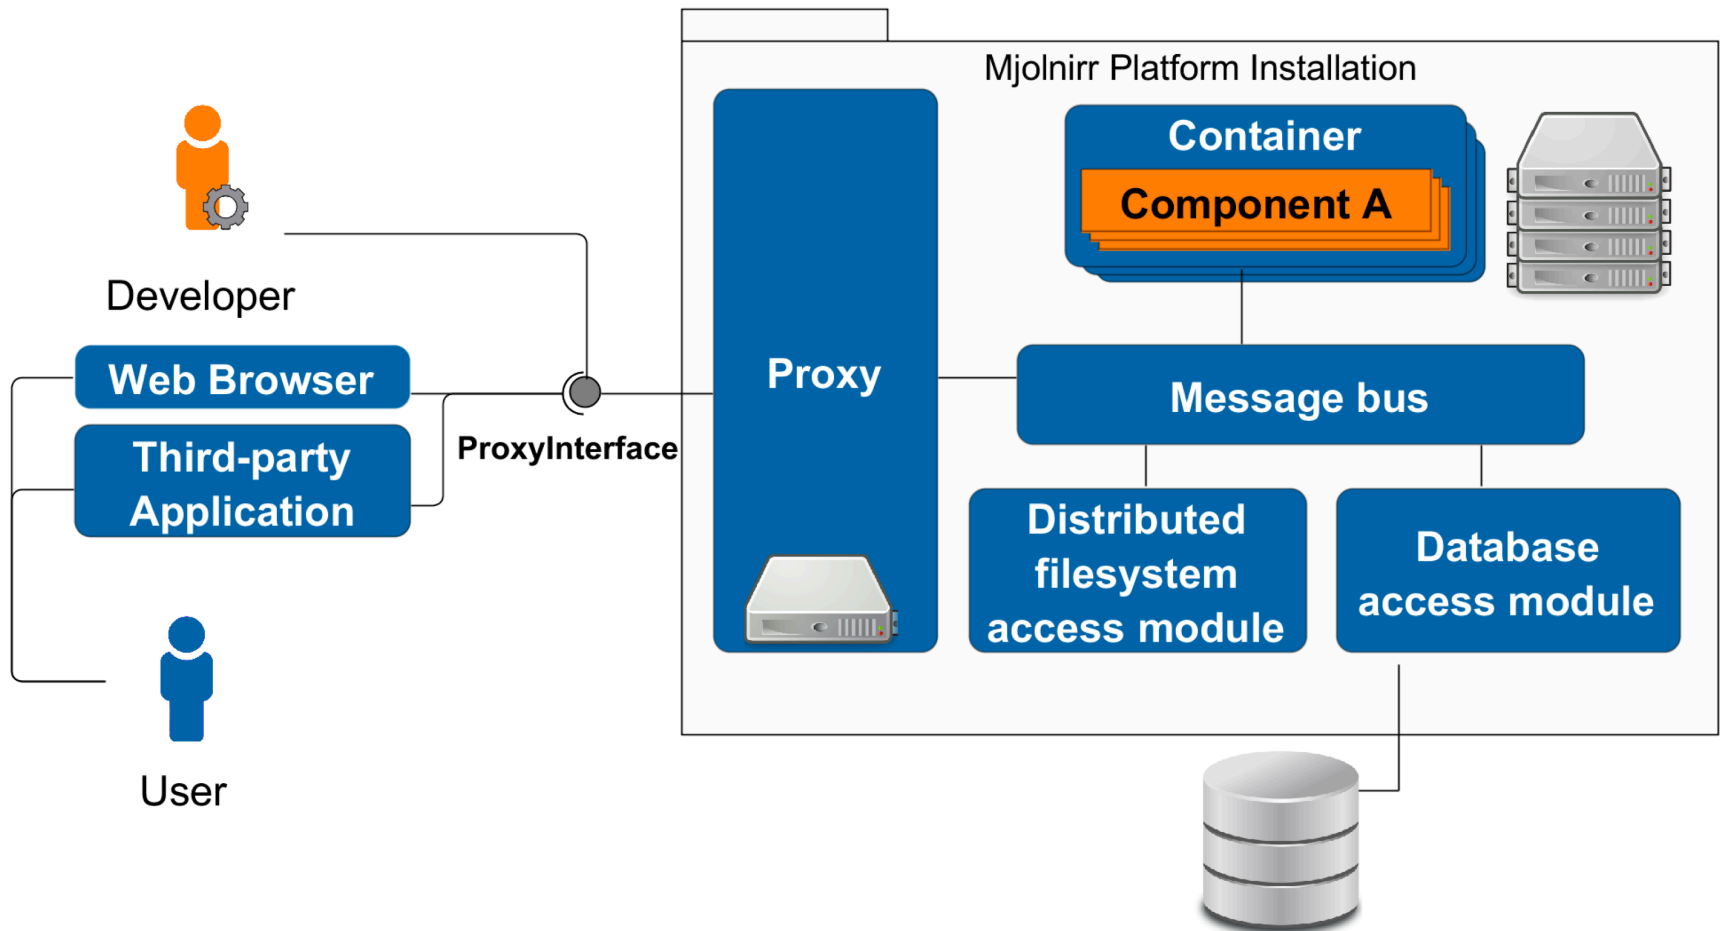 Mjolnirr Platform Installation
Container
Component A
Developer
Web Browser
Third-party
Application
ProxyInterface
Proxy
Message bus
Distributed
filesystem
access module
Database
access module
User